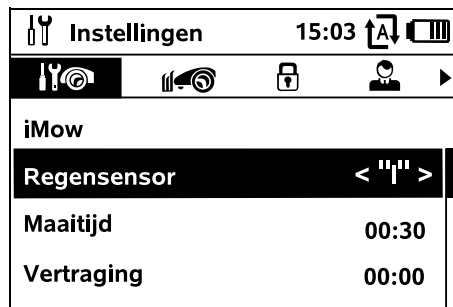 Instellingen 15:03 A
iMow
Regensensor < "I" >
Maaitijd 00:30
Vertraging 00:00